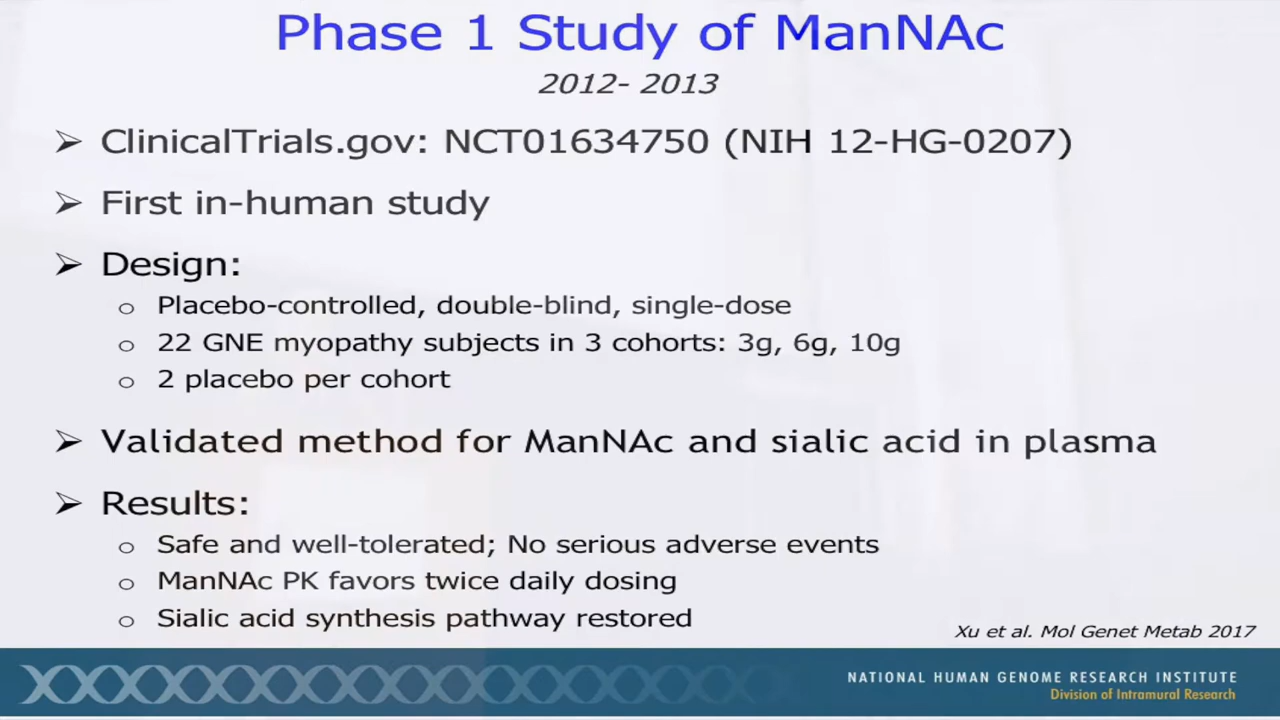 Phase 1 Study of ManNAc
2012- 2013
➢ ClinicalTrials.gov: NCT01634750 (NIH 12-HG-0207)
➢ First in-human study
➢ Design:
o Placebo-controlled, double-blind, single-dose
o 22 GNE myopathy subjects in 3 cohorts: 3g, 6g, 10g
o 2 placebo per cohort
➢ Validated method for ManNAc and sialic acid in plasma
➢ Results:
o Safe and well-tolerated; No serious adverse events
o ManNAc PK favors twice daily dosing
o Sialic acid synthesis pathway restored
Xu et al. Mol Genet Metab 2017
NATIONAL HUMAN GENOME RESEARCH INSTITUTE
Division of Intramural Research